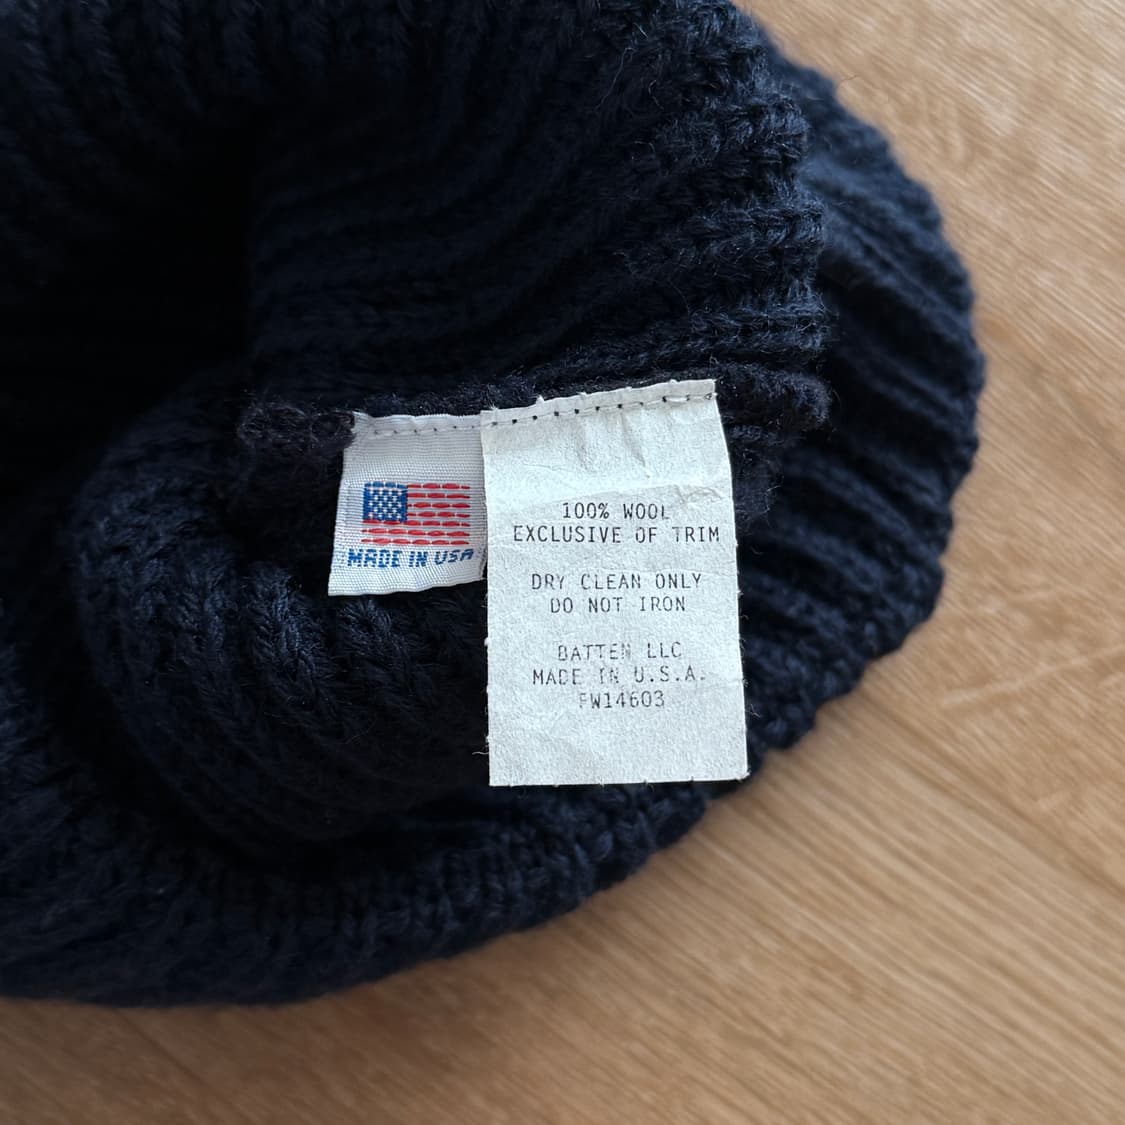 MADE IN USA
100% WOOL
EXCLUSIVE OF TRIM
DRY CLEAN ONLY
DO NOT IRON
BATTEN LLC
MADE IN U.S.A.
FW14603